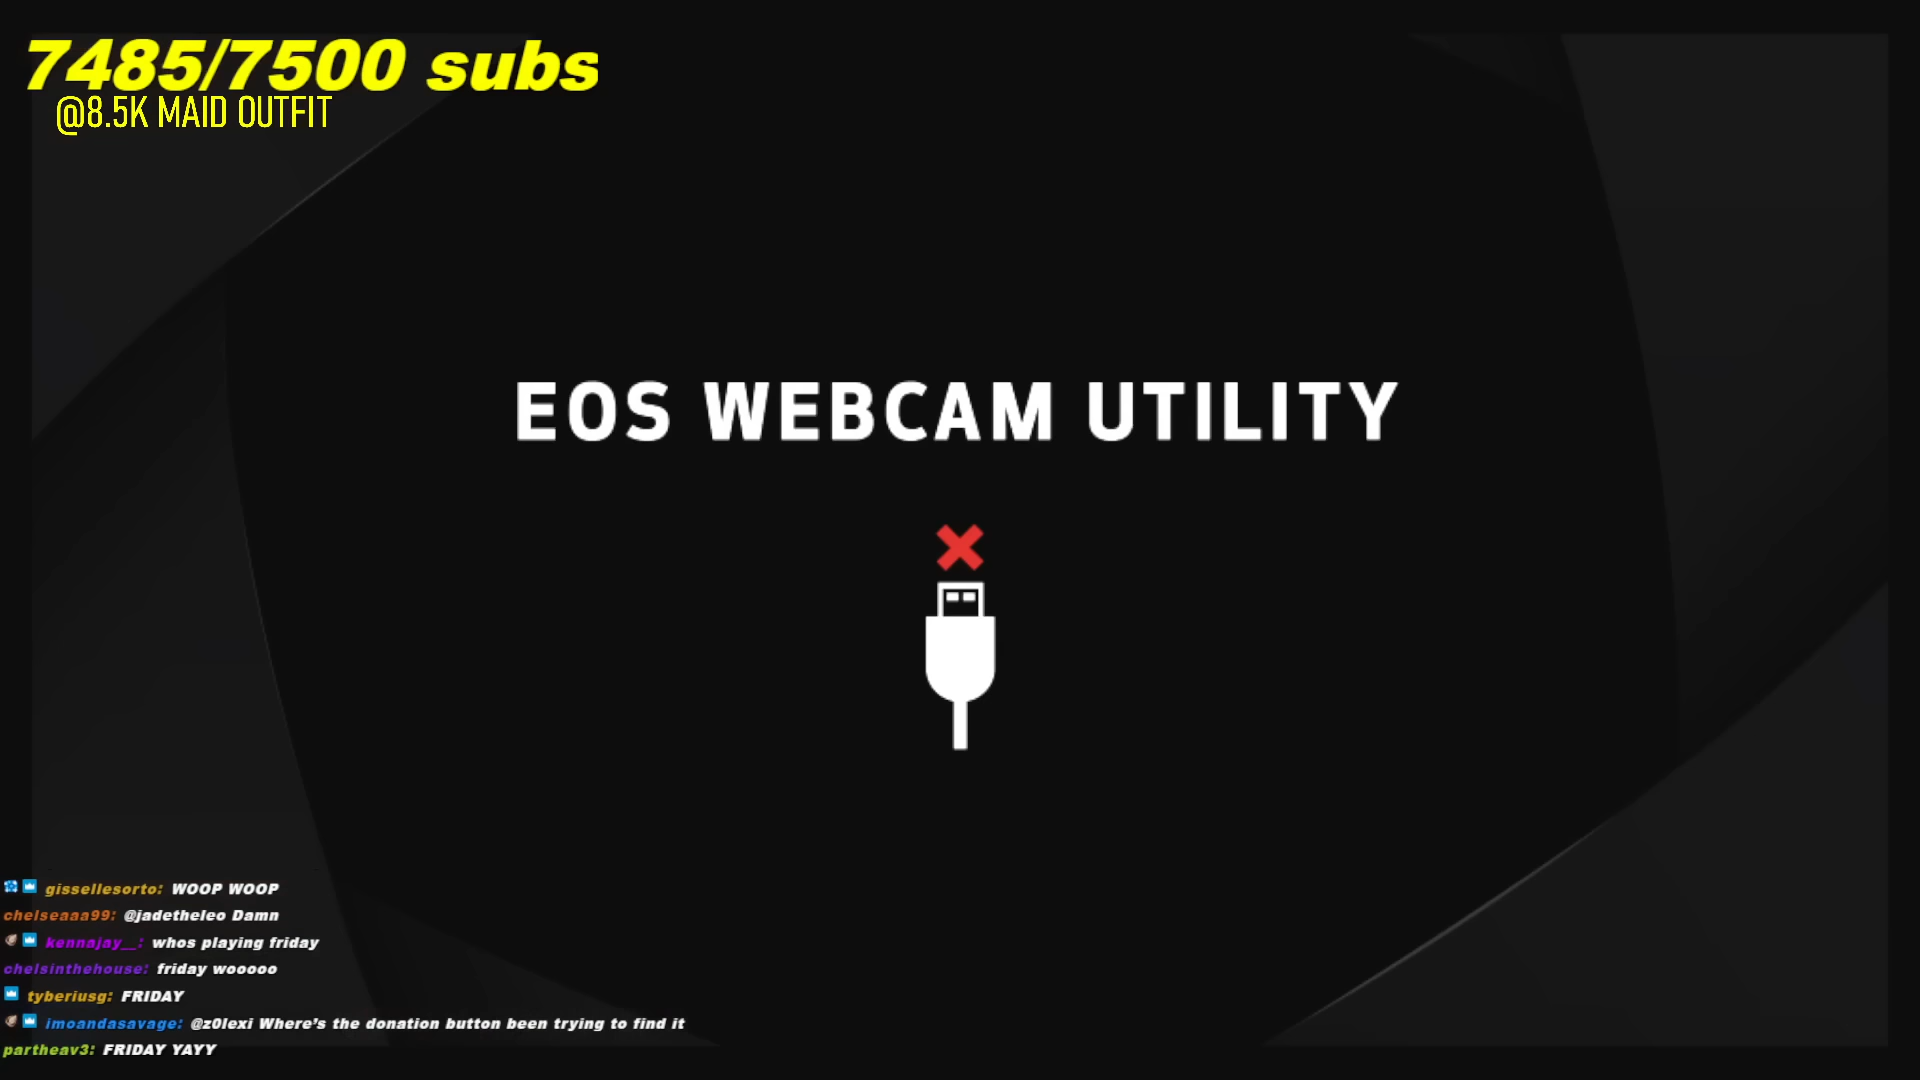 7485/7500 subs
@8.5K MAID OUTFIT
EOS WEBCAM UTILITY
gissellesorto: WOOP WOOP
chelseaaa99: @jadetheleo Damn
kennajay__: whos playing friday
chelsinthehouse: friday wooooo
tyberiusg: FRIDAY
imoandasavage: @z0lexi Where's the donation button been trying to find it
partheav3: FRIDAY YAYY